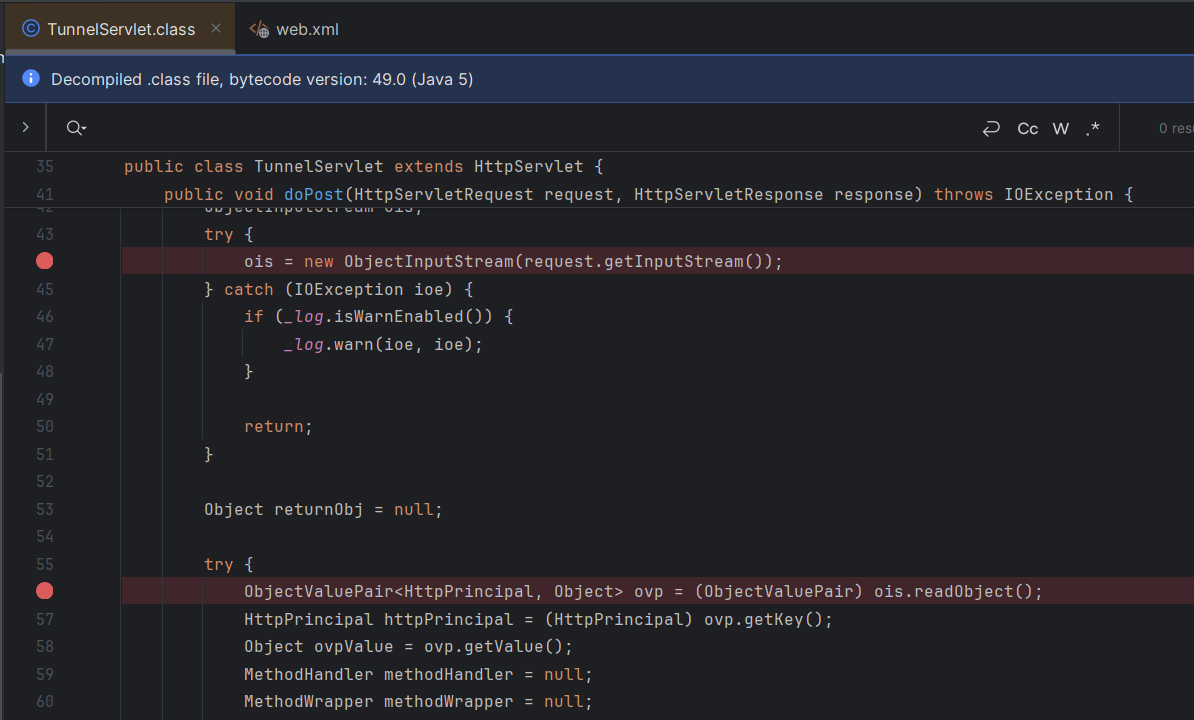 TunnelServlet.class
web.xml
Decompiled .class file, bytecode version: 49.0 (Java 5)
Cc W .* 0
35 public class TunnelServlet extends HttpServlet {
41 public void doPost(HttpServletRequest request, HttpServletResponse response) throws IOException {
42 ObjectInputStream ois;
43 try {
ois = new ObjectInputStream(request.getInputStream());
45 } catch (IOException ioe) {
46 if (_log.isWarnEnabled()) {
47 _log.warn(ioe, ioe);
48 }
49
50 return;
51 }
52
53 Object returnObj = null;
54
55 try {
ObjectValuePair<HttpPrincipal, Object> ovp = (ObjectValuePair) ois.readObject();
57 HttpPrincipal httpPrincipal = (HttpPrincipal) ovp.getKey();
58 Object ovpValue = ovp.getValue();
59 MethodHandler methodHandler = null;
60 MethodWrapper methodWrapper = null;